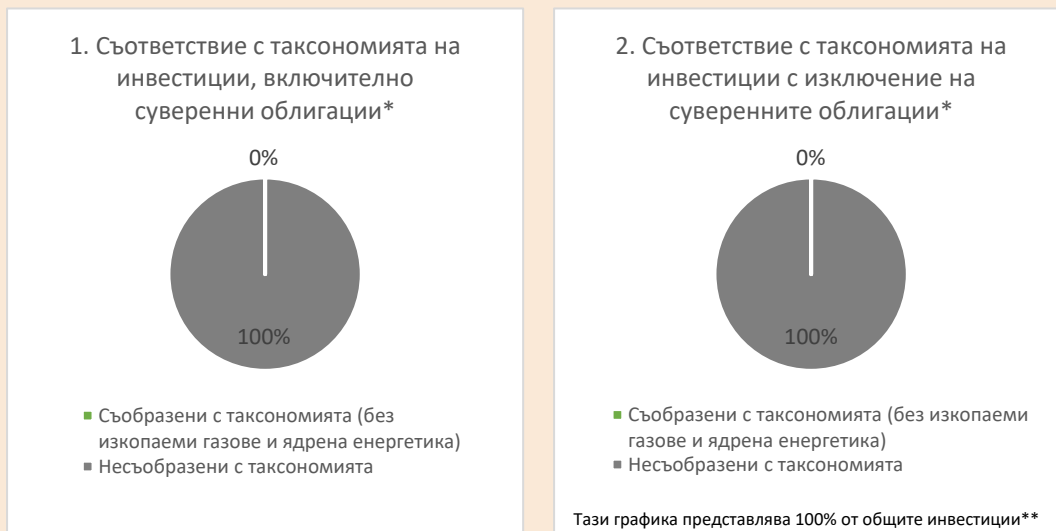 1. Съответствие с таксономията на
инвестиции, включително
суверенни облигации*
0%
100%
Съобразени с таксономията (без
изкопаеми газове и ядрена енергетика)
Несъобразени с таксономията
2. Съответствие с таксономията на
инвестиции с изключение на
суверенните облигации*
0%
100%
Съобразени с таксономията (без изкопаеми
газове и ядрена енергетика)
Несъобразени с таксономията
Тази графика представлява 100% от общите инвестиции**